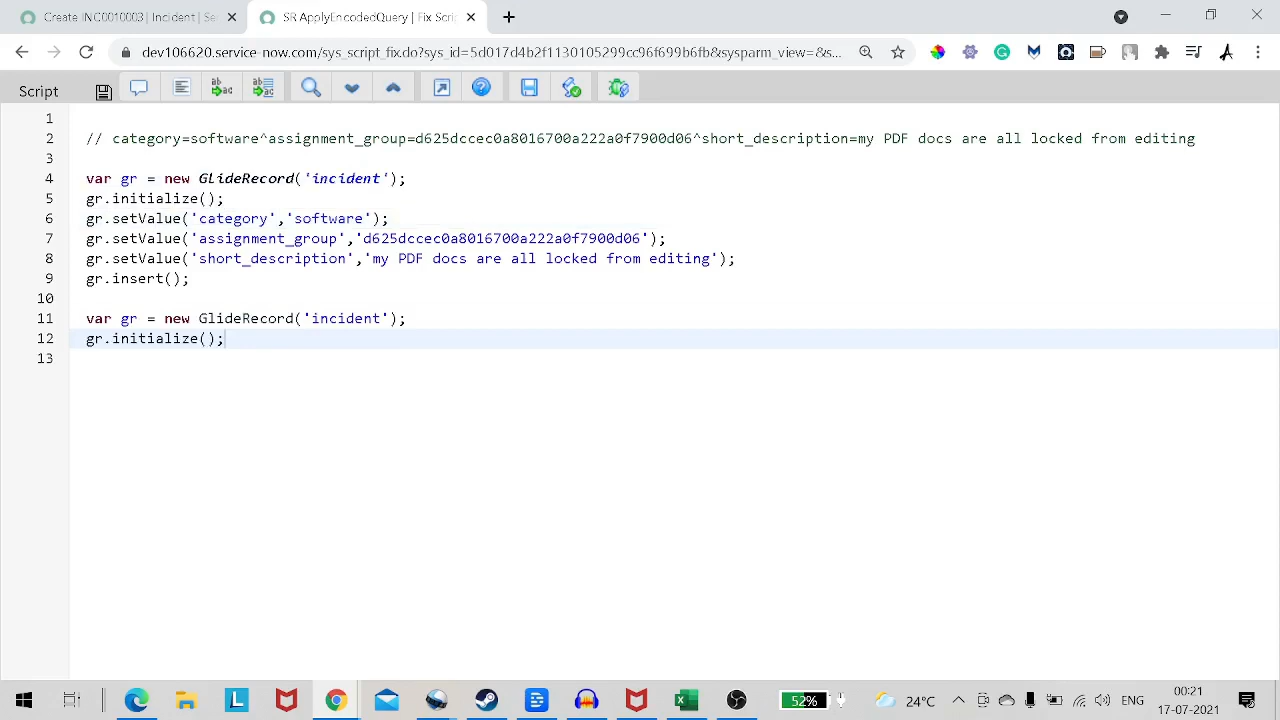 Create INC0010003 | Incident | Se
SR ApplyEncodedQuery | Fix Scri
dev106620.service-now.com/sys_script_fix.do?sys_id=5d017d4b2f1130105299cc96f699b6fb&sysparm_view=&s...
Script
1
2 // category=software^assignment_group=d625dccec0a8016700a222a0f7900d06^short_description=my PDF docs are all locked from editing
3
4 var gr = new GlideRecord('incident');
5 gr.initialize();
6 gr.setValue('category','software');
7 gr.setValue('assignment_group','d625dccec0a8016700a222a0f7900d06');
8 gr.setValue('short_description','my PDF docs are all locked from editing');
9 gr.insert();
10
11 var gr = new GlideRecord('incident');
12 gr.initialize();
13
52%
24°C
ENG
00:21
17-07-2021